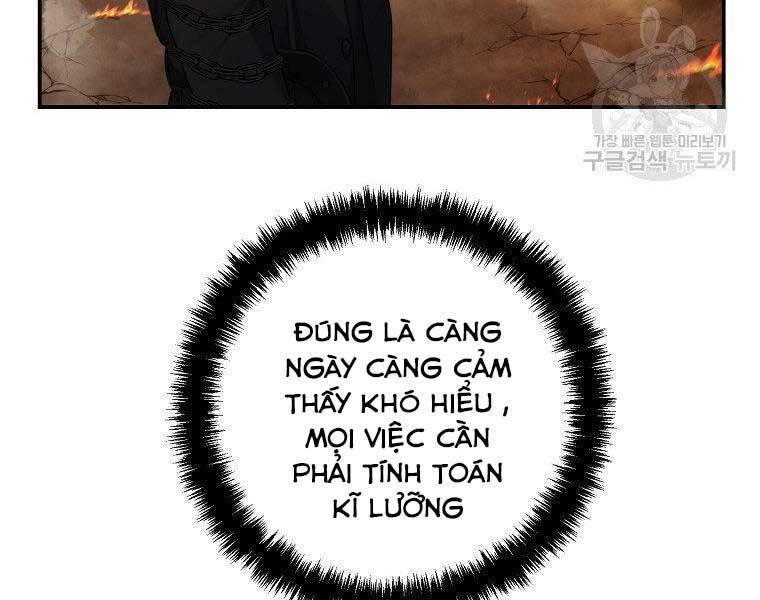 가장 빠른 웹툰 미리보기
구글검색 뉴토끼
ĐÚNG LÀ CÀNG
NGÀY CÀNG CẢM
THẤY KHÓ HIỂU ,
MỌI VIỆC CẦN
PHẢI TÍNH TOÁN
KĨ LƯỠNG